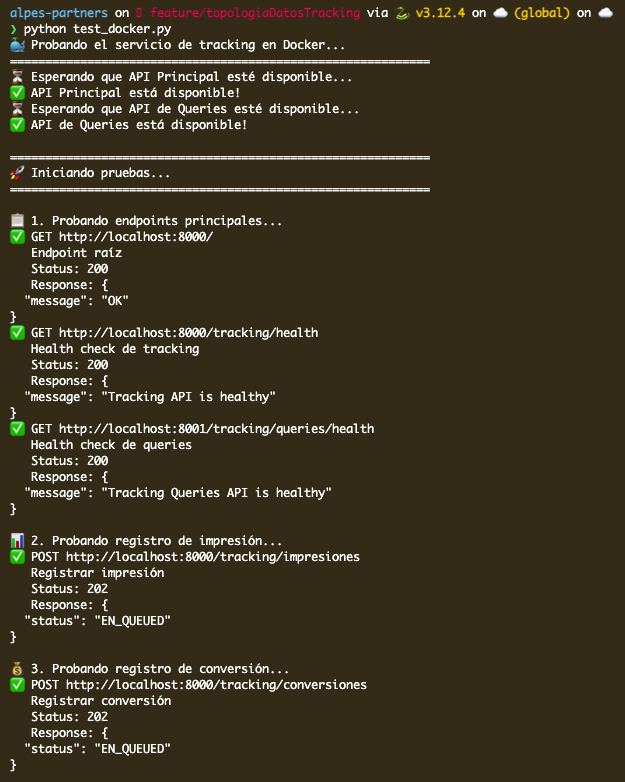 alpes-partners on feature/topologiaDatosTracking via 🐍 v3.12.4 on ☁️ (global) on ☁️
❯ python test_docker.py
🐳 Probando el servicio de tracking en Docker...
============================================================
⏳ Esperando que API Principal esté disponible...
✅ API Principal está disponible!
⏳ Esperando que API de Queries esté disponible...
✅ API de Queries está disponible!
============================================================
🚀 Iniciando pruebas...
============================================================
📋 1. Probando endpoints principales...
✅ GET http://localhost:8000/
Endpoint raíz
Status: 200
Response: {
"message": "OK"
}
✅ GET http://localhost:8000/tracking/health
Health check de tracking
Status: 200
Response: {
"message": "Tracking API is healthy"
}
✅ GET http://localhost:8001/tracking/queries/health
Health check de queries
Status: 200
Response: {
"message": "Tracking Queries API is healthy"
}
📊 2. Probando registro de impresión...
✅ POST http://localhost:8000/tracking/impresiones
Registrar impresión
Status: 202
Response: {
"status": "EN_QUEUED"
}
💰 3. Probando registro de conversión...
✅ POST http://localhost:8000/tracking/conversiones
Registrar conversión
Status: 202
Response: {
"status": "EN_QUEUED"
}